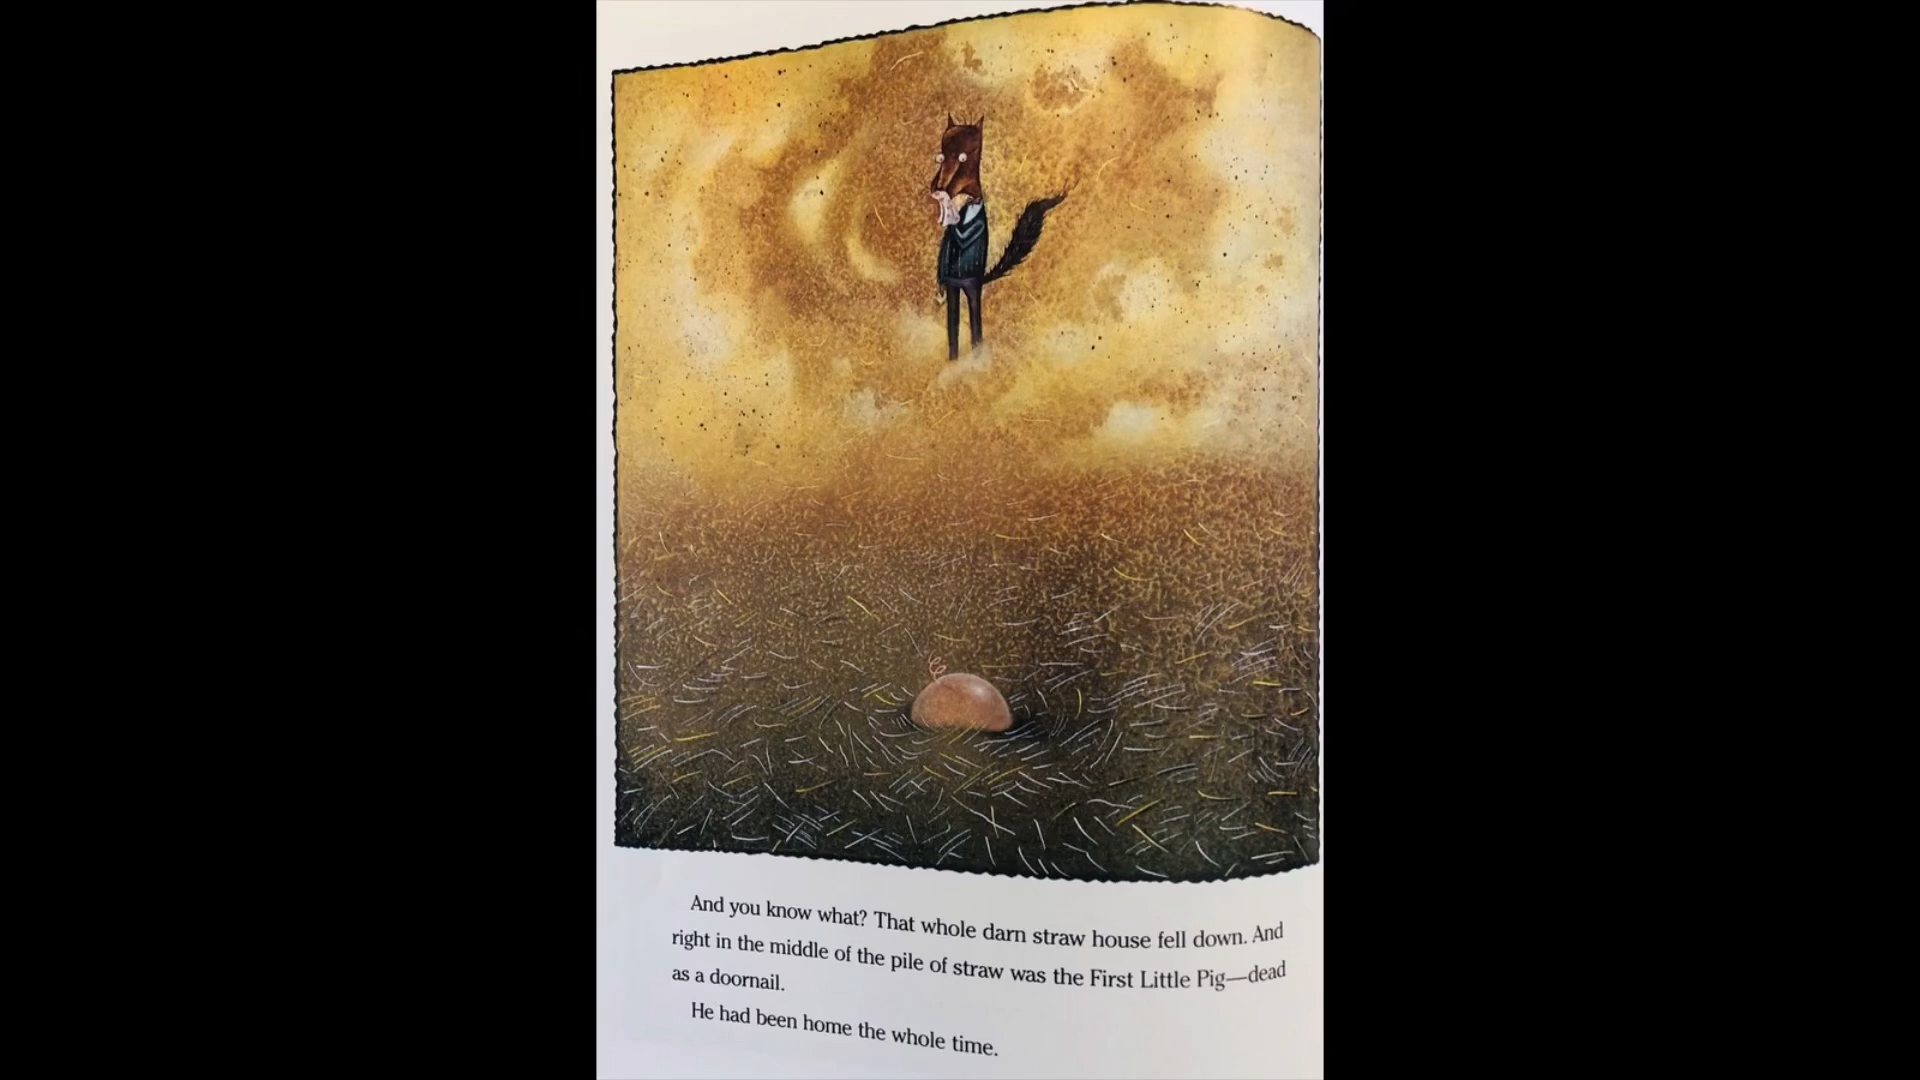 And you know what? That whole darn straw house fell down. And
right in the middle of the pile of straw was the First Little Pig—dead
as a doornail.
He had been home the whole time.